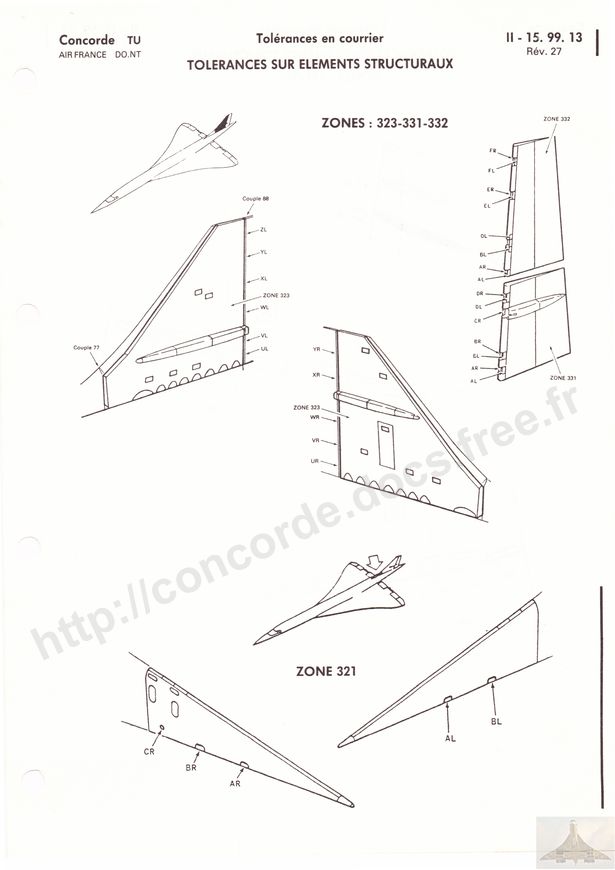 Concorde TU
AIR FRANCE DO.NT
Tolérances en courrier
TOLERANCES SUR ELEMENTS STRUCTURAUX
II - 15. 99. 13
Rév. 27
ZONES : 323-331-332
Couple 88
ZL
YL
XL
ZONE 323
WL
VL
UL
Couple 77
ZONE 332
FR
FL
ER
EL
DL
BL
AR
AL
DR
DL
CR
BR
BL
AR
AL
ZONE 331
YR
XR
ZONE 323
WR
VR
UR
ZONE 321
CR
BR
AR
AL
BL
http://concorde.docs.free.fr